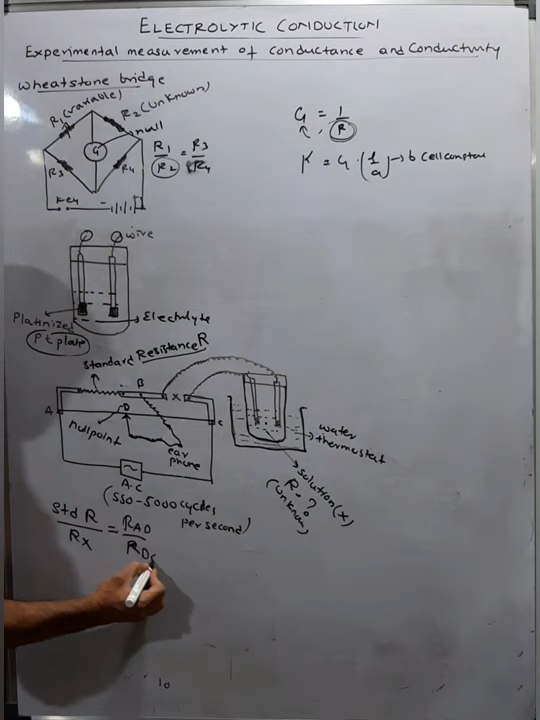 ELECTROLYTIC CONDUCTION
Experimental measurement of conductance and Conductivity
wheatstone bridge
R1 (variable)
R2 (unknown)
null
G
R3
R4
Key
R1/R2 = R3/R4
G = 1/R
K = G · (l/a) → b Cell constant
wire
Platinized
Pt plate
Electrolyte
Standard Resistance R
A
B
X
D
C
nullpoint
ear
phone
A.C
(550-5000 cycles
per second)
water
thermostat
solution (X)
R = ?
(unknown)
Std R/RX = RAD/RDC
10